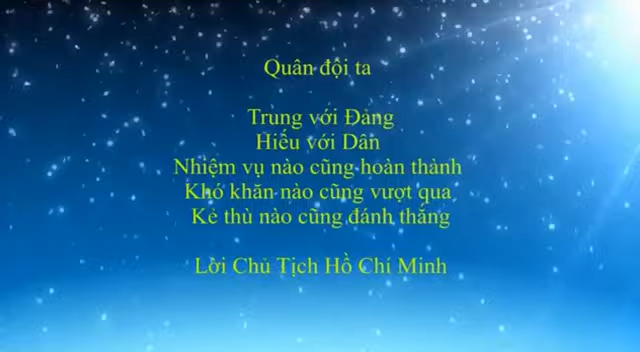 Quân đội ta
Trung với Đảng
Hiếu với Dân
Nhiệm vụ nào cũng hoàn thành
Khó khăn nào cũng vượt qua
Kẻ thù nào cũng đánh thắng
Lời Chủ Tịch Hồ Chí Minh